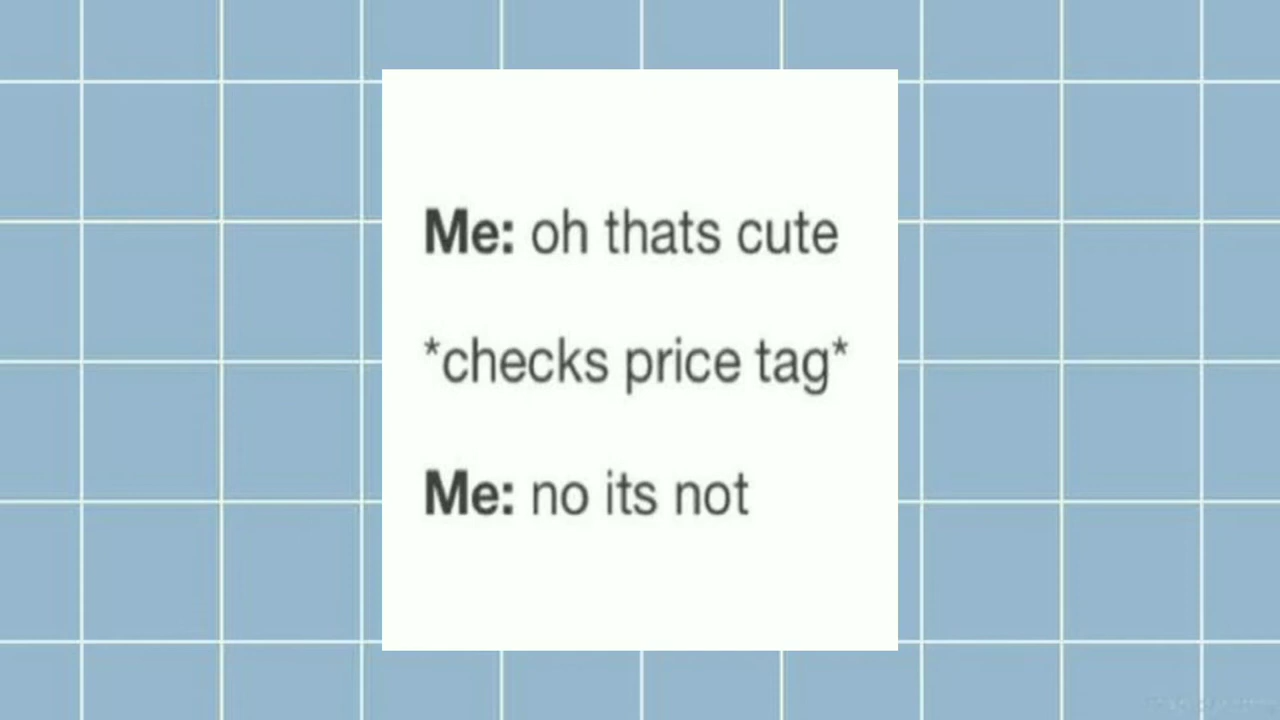 Me: oh thats cute
*checks price tag*
Me: no its not